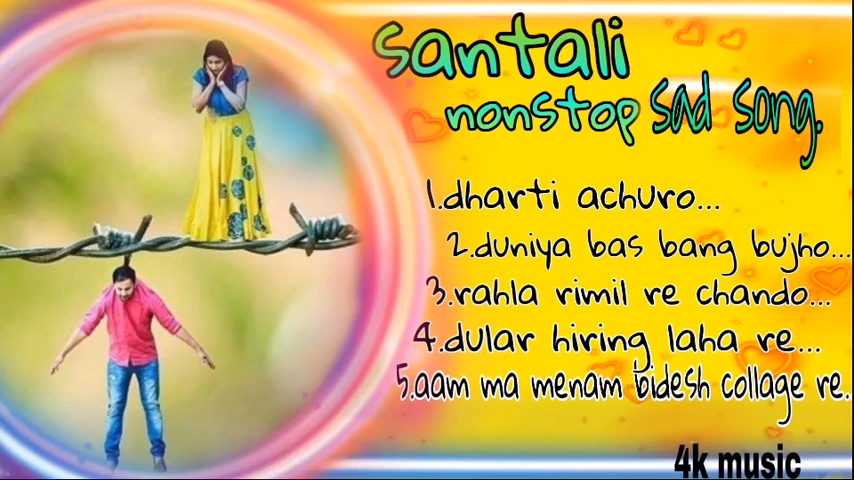 santali
nonstop sad song.
1.dharti achuro...
2.duniya bas bang bujho...
3.rahla rimil re chando...
4.dular hiring laha re...
5.aam ma menam bidesh collage re.
4k music